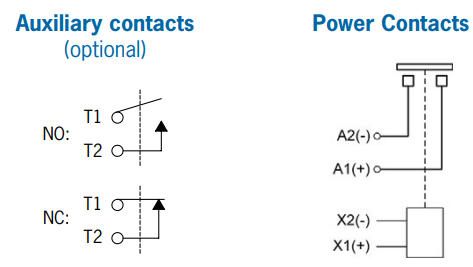 Auxiliary contacts
(optional)
NO:
T1
T2
NC:
T1
T2
Power Contacts
A2(-)
A1(+)
X2(-)
X1(+)